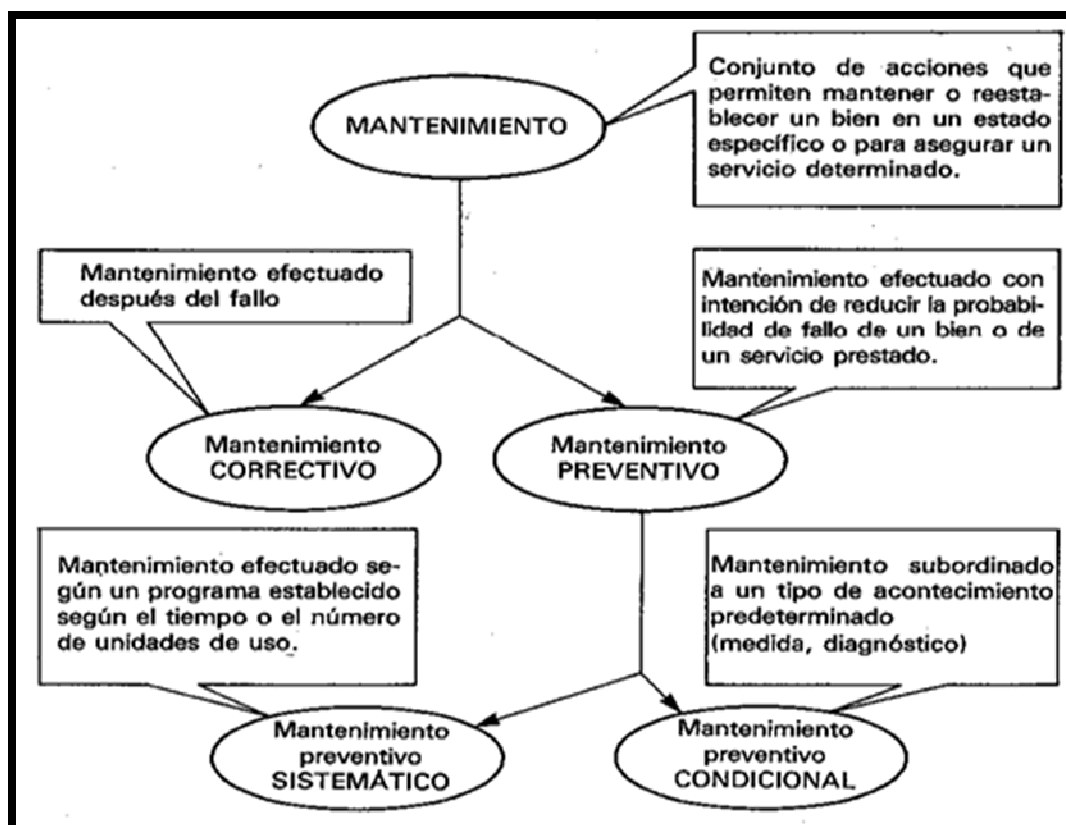 MANTENIMIENTO
Conjunto de acciones que
permiten mantener o reesta-
blecer un bien en un estado
específico o para asegurar un
servicio determinado.
Mantenimiento efectuado
después del fallo
Mantenimiento efectuado con
intención de reducir la probabi-
lidad de fallo de un bien o de
un servicio prestado.
Mantenimiento
CORRECTIVO
Mantenimiento
PREVENTIVO
Mantenimiento efectuado se-
gún un programa establecido
según el tiempo o el número
de unidades de uso.
Mantenimiento subordinado
a un tipo de acontecimiento
predeterminado
(medida, diagnóstico)
Mantenimiento
preventivo
SISTEMÁTICO
Mantenimiento
preventivo
CONDICIONAL